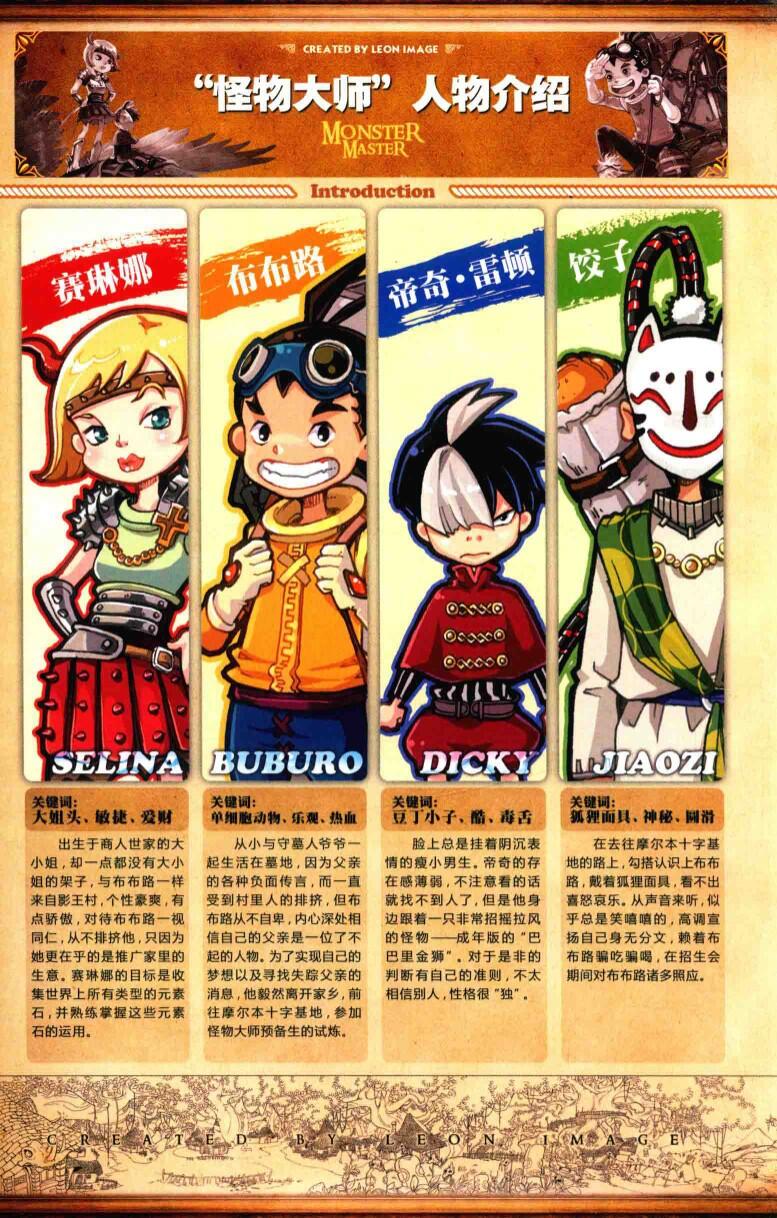 CREATED BY LEON IMAGE
“怪物大师”人物介绍
MONSTER
MASTER
Introduction
赛琳娜
SELINA
关键词:
大姐头、敏捷、爱财
出生于商人世家的大
小姐,却一点都没有大小
姐的架子,与布布路一样
来自影王村,个性豪爽,有
点骄傲,对待布布路一视
同仁,从不排挤他,只因为
她更在乎的是推广家里的
生意。赛琳娜的目标是收
集世界上所有类型的元素
石,并熟练掌握这些元素
石的运用。
布布路
BUBURO
关键词:
单细胞动物、乐观、热血
从小与守墓人爷爷一
起生活在墓地,因为父亲
的各种负面传言,而一直
受到村里人的排挤,但布
布路从不自卑,内心深处相
信自己的父亲是一位了不
起的人物。为了实现自己的
梦想以及寻找失踪父亲的
消息,他毅然离开家乡,前
往摩尔本十字基地,参加
怪物大师预备生的试炼。
帝奇·雷顿
DICKY
关键词:
豆丁小子、酷、毒舌
脸上总是挂着阴沉表
情的瘦小男生。帝奇的存
在感薄弱,不注意看的话
就找不到人了,但是他身
边跟着一只非常招摇拉风
的怪物——成年版的“巴
巴里金狮”。对于是非的
判断有自己的准则,不太
相信别人,性格很“独”。
饺子
JIAOZI
关键词:
狐狸面具、神秘、圆滑
在去往摩尔本十字基
地的路上,勾搭认识上布布
路,戴着狐狸面具,看不出
喜怒哀乐。从声音来听,似
乎总是笑嘻嘻的,高调宣
扬自己身无分文,赖着布
布路骗吃骗喝,在招生会
期间对布布路诸多照应。
CREATED BY LEON IMAGE